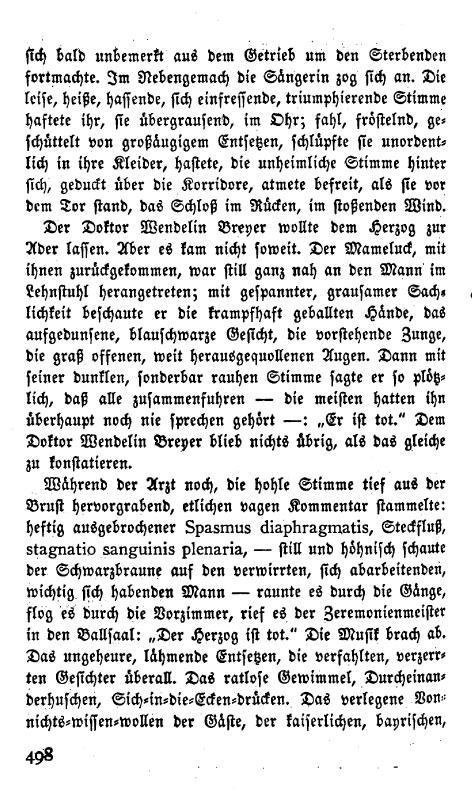 sich bald unbemerkt aus dem Getrieb um den Sterbenden
fortmachte. Im Nebengemach die Sängerin zog sich an. Die
leise, heiße, hassende, sich einfressende, triumphierende Stimme
haftete ihr, sie übergrausend, im Ohr; fahl, fröstelnd, ge-
schüttelt von großäugigem Entsetzen, schlüpfte sie unordent-
lich in ihre Kleider, hastete, die unheimliche Stimme hinter
sich, geduckt über die Korridore, atmete befreit, als sie vor
dem Tor stand, das Schloß im Rücken, im stoßenden Wind.
Der Doktor Wendelin Breyer wollte dem Herzog zur
Ader lassen. Aber es kam nicht soweit. Der Mameluck, mit
ihnen zurückgekommen, war still ganz nah an den Mann im
Lehnstuhl herangetreten; mit gespannter, grausamer Sach-
lichkeit beschaute er die krampfhaft geballten Hände, das
aufgedunsene, blauschwarze Gesicht, die vorstehende Zunge,
die graß offenen, weit herausgequollenen Augen. Dann mit
seiner dunklen, sonderbar rauhen Stimme sagte er so plötz-
lich, daß alle zusammenfuhren — die meisten hatten ihn
überhaupt noch nie sprechen gehört —: „Er ist tot.“ Dem
Doktor Wendelin Breyer blieb nichts übrig, als das gleiche
zu konstatieren.
Während der Arzt noch, die hohle Stimme tief aus der
Brust hervorgrabend, etlichen vagen Kommentar stammelte:
heftig ausgebrochener Spasmus diaphragmatis, Steckfluß,
stagnatio sanguinis plenaria, — still und höhnisch schaute
der Schwarzbraune auf den verwirrten, sich abarbeitenden,
wichtig sich habenden Mann — raunte es durch die Gänge,
flog es durch die Vorzimmer, rief es der Zeremonienmeister
in den Ballsaal: „Der Herzog ist tot.“ Die Musik brach ab.
Das ungeheure, lähmende Entsetzen, die verfahlten, verzerr-
ten Gesichter überall. Das ratlose Gewimmel, Durcheinan-
derhuschen, Sich-in-die-Ecken-drücken. Das verlegene Von-
nichts-wissen-wollen der Gäste, der kaiserlichen, bayrischen,
498